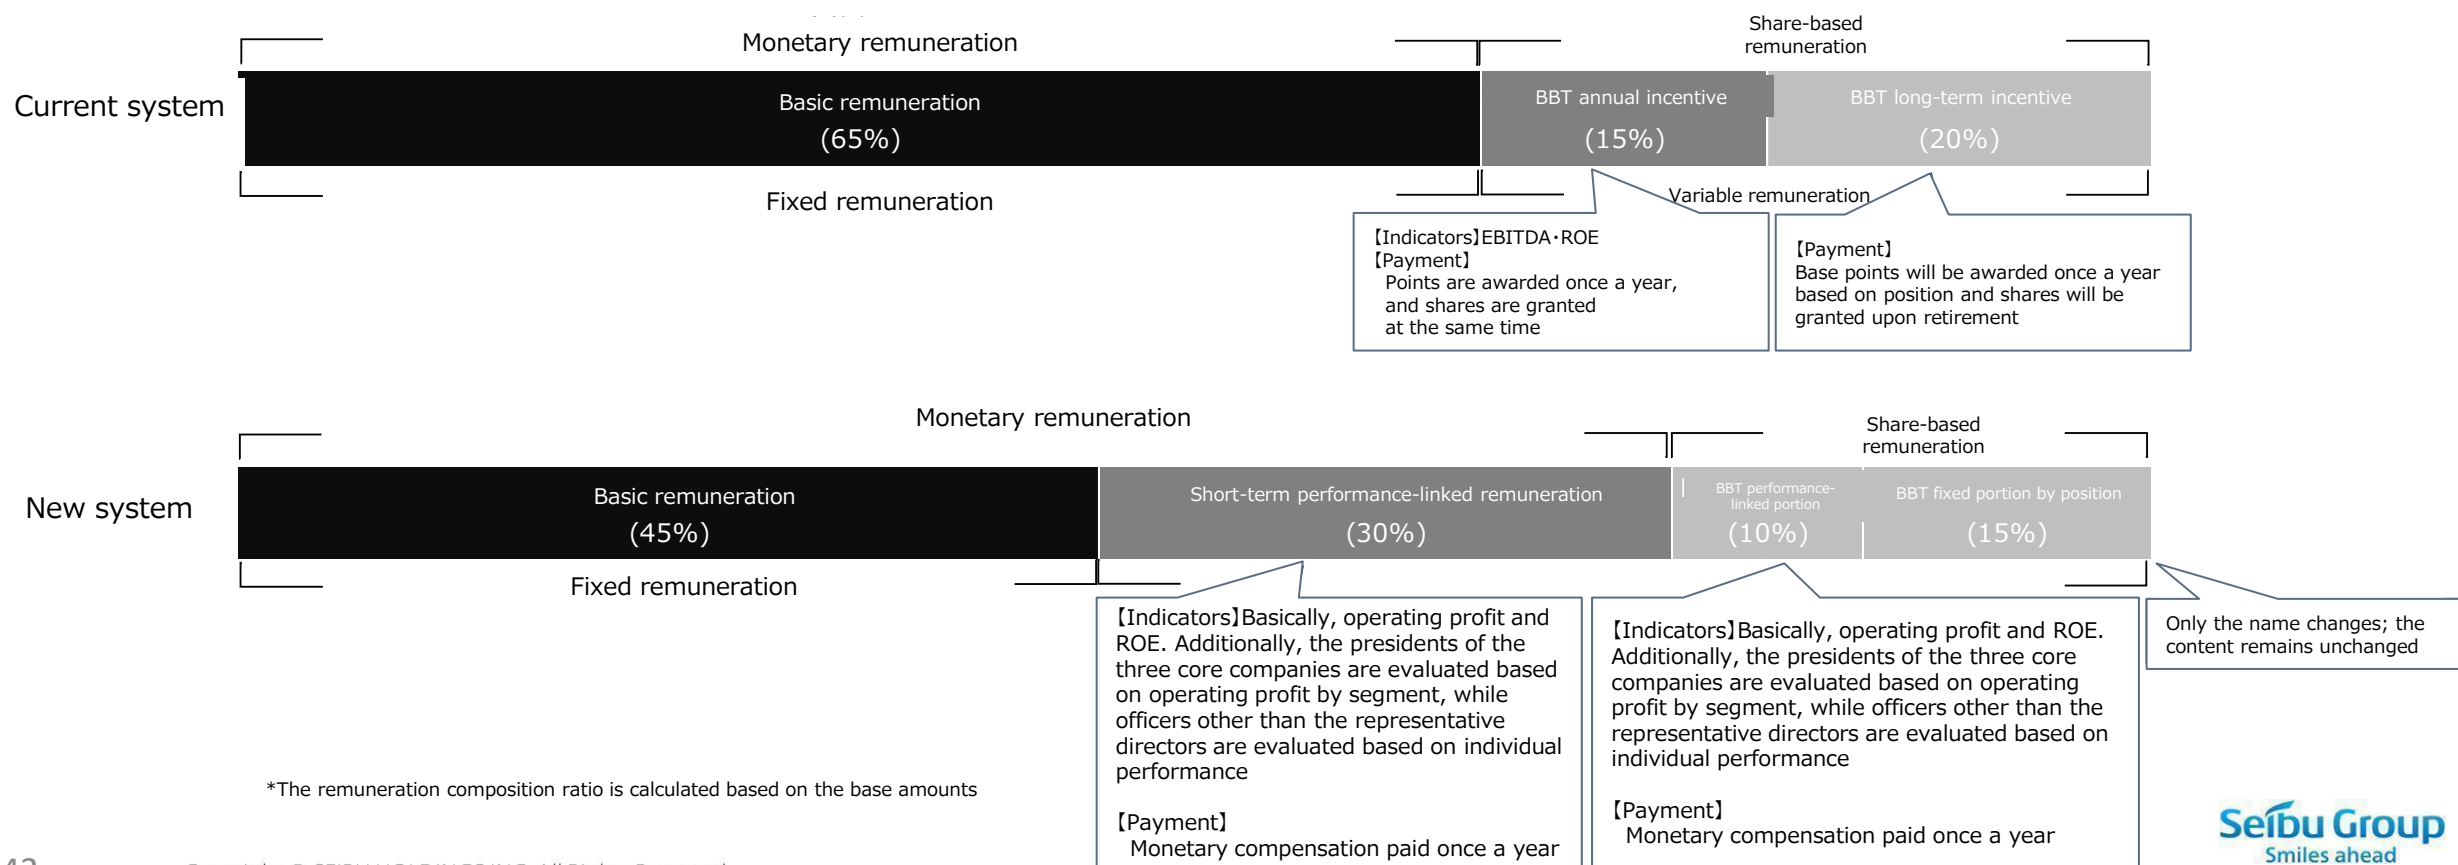 Monetary remuneration
Share-based
remuneration
Current system
Basic remuneration
(65%)
BBT annual incentive
(15%)
BBT long-term incentive
(20%)
Fixed remuneration
Variable remuneration
【Indicators】EBITDA・ROE
【Payment】
Points are awarded once a year,
and shares are granted
at the same time
【Payment】
Base points will be awarded once a year
based on position and shares will be
granted upon retirement
Monetary remuneration
Share-based
remuneration
New system
Basic remuneration
(45%)
Short-term performance-linked remuneration
(30%)
BBT performance-
linked portion
(10%)
BBT fixed portion by position
(15%)
Fixed remuneration
【Indicators】Basically, operating profit and
ROE. Additionally, the presidents of the
three core companies are evaluated based
on operating profit by segment, while
officers other than the representative
directors are evaluated based on individual
performance
【Payment】
Monetary compensation paid once a year
【Indicators】Basically, operating profit and ROE.
Additionally, the presidents of the three core
companies are evaluated based on operating
profit by segment, while officers other than the
representative directors are evaluated based on
individual performance
【Payment】
Monetary compensation paid once a year
Only the name changes; the
content remains unchanged
*The remuneration composition ratio is calculated based on the base amounts
Seibu Group
Smiles ahead